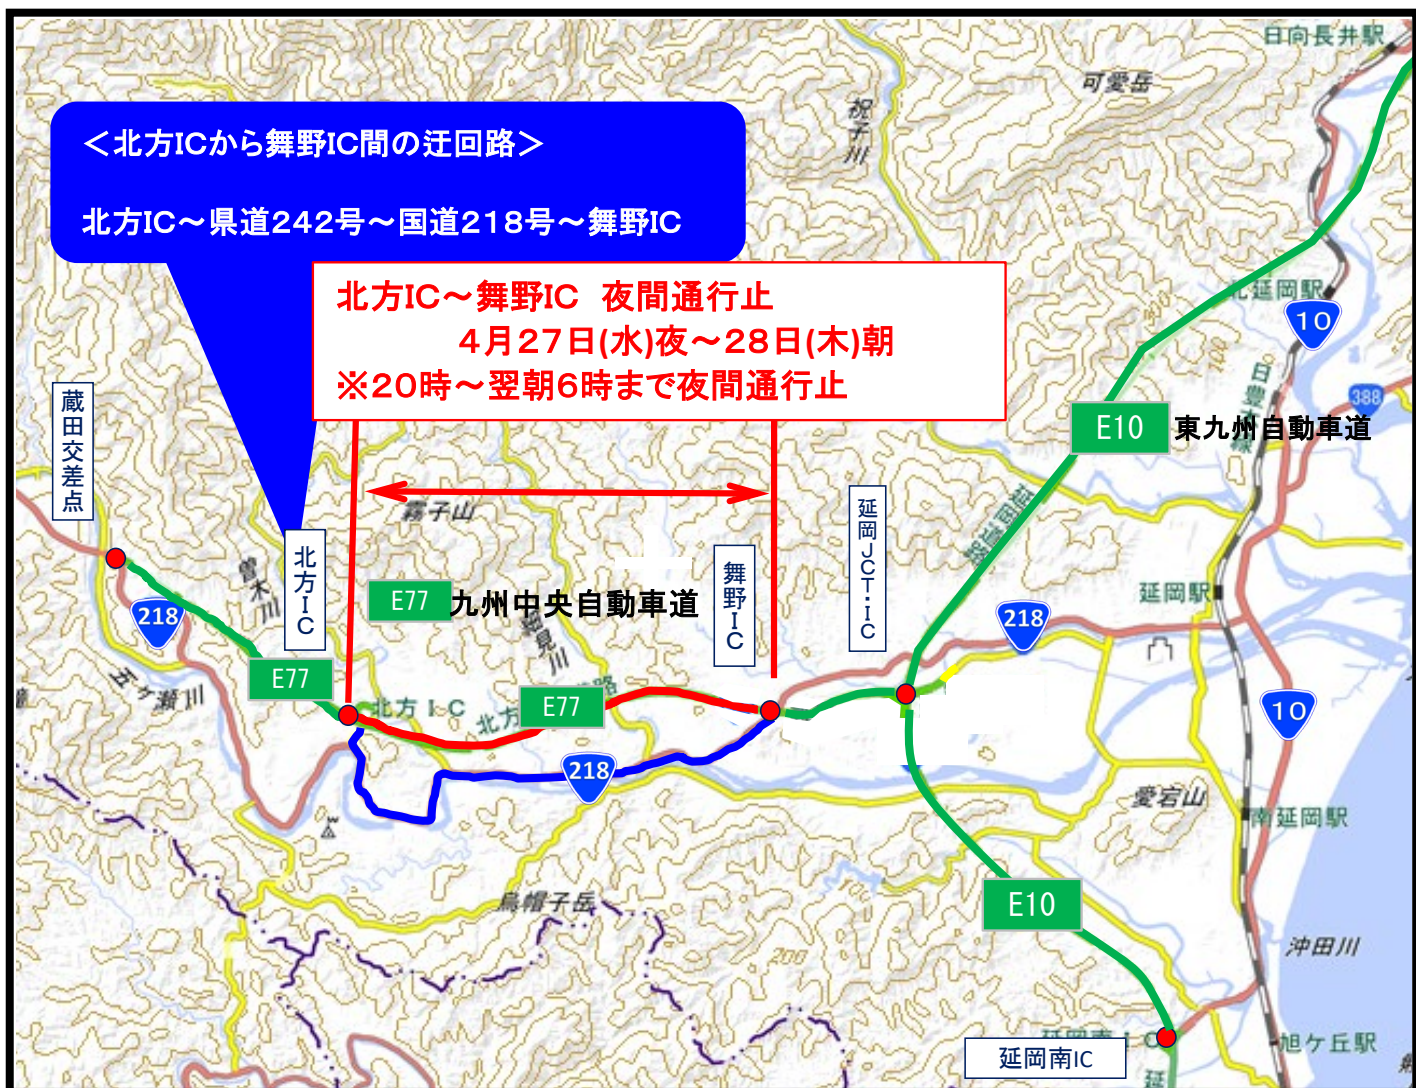 日向長井駅
可愛岳
祝子川
＜北方ICから舞野IC間の迂回路＞
北方IC～県道242号～国道218号～舞野IC
北方IC～舞野IC 夜間通行止
4月27日(水)夜～28日(木)朝
※20時～翌朝6時まで夜間通行止
北延岡駅
10
388
蔵田交差点
E10
東九州自動車道
霧子山
延岡JCT・IC
延岡道路
北方IC
舞野IC
曽木川
E77
九州中央自動車道
延岡駅
218
218
細見川
五ヶ瀬川
E77
北方IC
E77
10
218
愛宕山
南延岡駅
烏帽子岳
E10
200
沖田川
延岡南IC
旭ケ丘駅